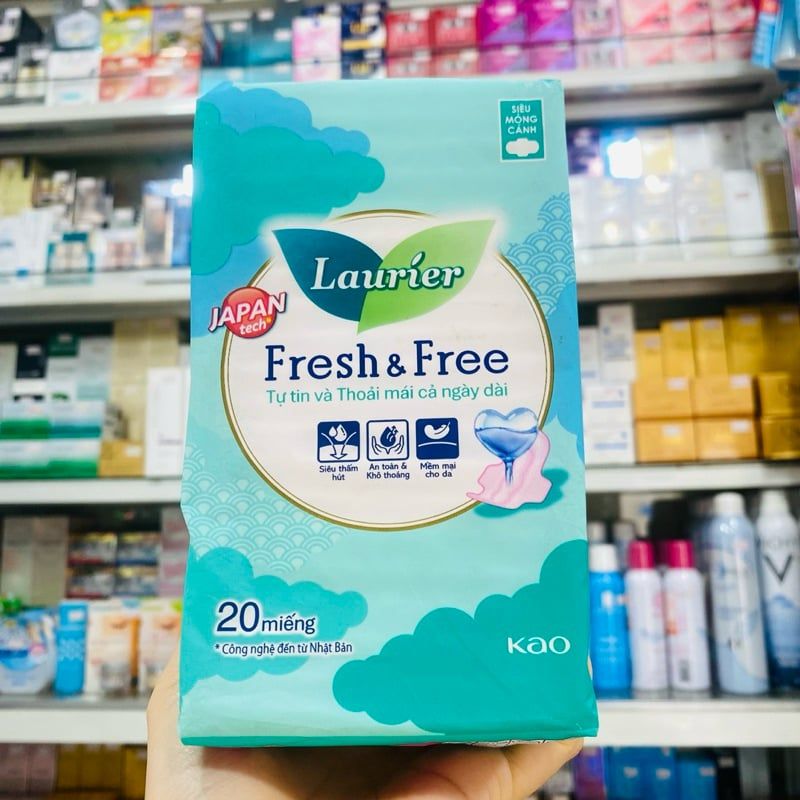 SIÊU
MỎNG
CÁNH
Laurier
JAPAN
tech*
Fresh & Free
Tự tin và Thoải mái cả ngày dài
Siêu thấm
hút
An toàn &
Khô thoáng
Mềm mại
cho da
20 miếng
* Công nghệ đến từ Nhật Bản
Kao